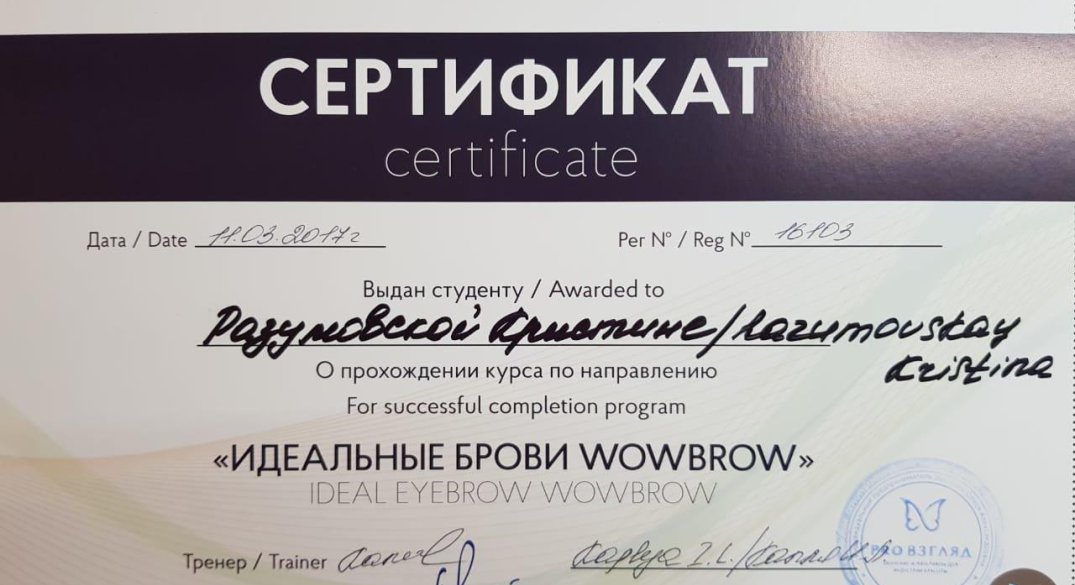 СЕРТИФИКАТ
certificate
Дата / Date 11.03.2017г
Рег № / Reg № 16103
Выдан студенту / Awarded to
Разумовской Кристине/Razumovskay
Kristina
О прохождении курса по направлению
For successful completion program
«ИДЕАЛЬНЫЕ БРОВИ WOWBROW»
IDEAL EYEBROW WOWBROW
Тренер / Trainer
PRO ВЗГЛЯД